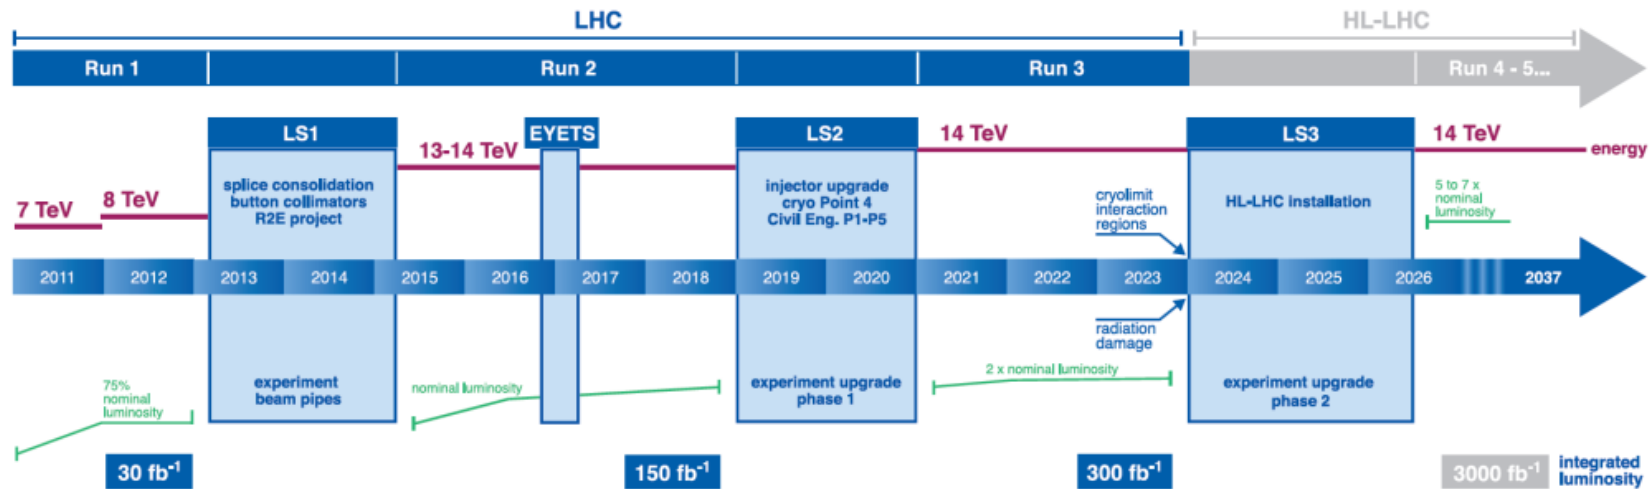 LHC
HL-LHC
Run 1
Run 2
Run 3
Run 4 - 5...
LS1
EYETS
LS2
14 TeV
LS3
14 TeV
energy
13-14 TeV
7 TeV
8 TeV
splice consolidation
button collimators
R2E project
injector upgrade
cryo Point 4
Civil Eng. P1-P5
cryolimit
interaction
regions
HL-LHC installation
5 to 7 x
nominal
luminosity
2011
2012
2013
2014
2015
2016
2017
2018
2019
2020
2021
2022
2023
2024
2025
2026
2037
radiation
damage
75%
nominal
luminosity
experiment
beam pipes
nominal luminosity
experiment upgrade
phase 1
2 x nominal luminosity
experiment upgrade
phase 2
30 fb⁻¹
150 fb⁻¹
300 fb⁻¹
3000 fb⁻¹
integrated
luminosity